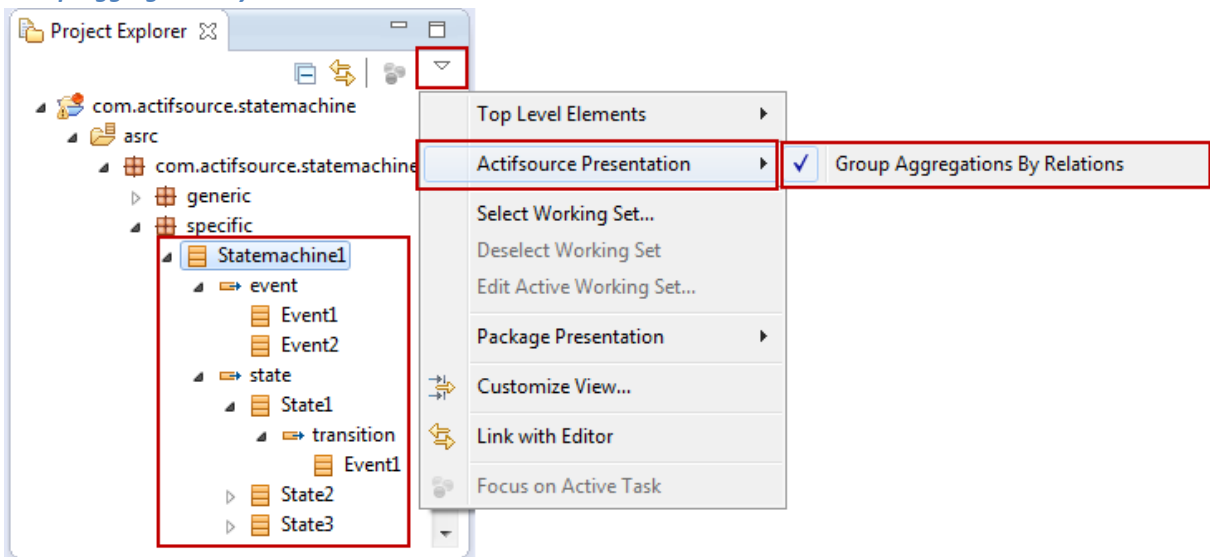 Project Explorer
com.actifsource.statemachine
asrc
com.actifsource.statemachine
generic
specific
Statemachine1
event
Event1
Event2
state
State1
transition
Event1
State2
State3
Top Level Elements
Actifsource Presentation
Group Aggregations By Relations
Select Working Set...
Deselect Working Set
Edit Active Working Set...
Package Presentation
Customize View...
Link with Editor
Focus on Active Task